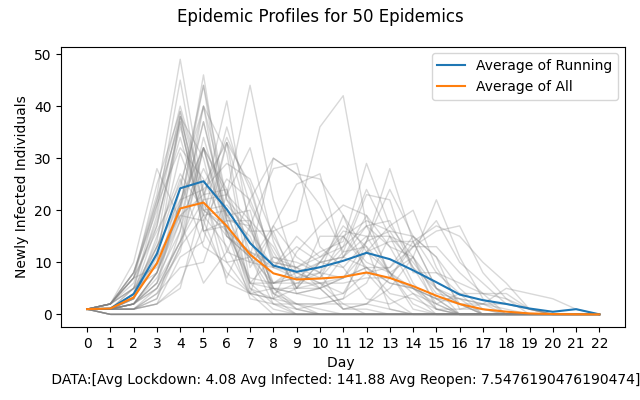 Epidemic Profiles for 50 Epidemics
50
40
30
20
10
0
Newly Infected Individuals
Average of Running
Average of All
0 1 2 3 4 5 6 7 8 9 10 11 12 13 14 15 16 17 18 19 20 21 22
Day
DATA:[Avg Lockdown: 4.08 Avg Infected: 141.88 Avg Reopen: 7.5476190476190474]